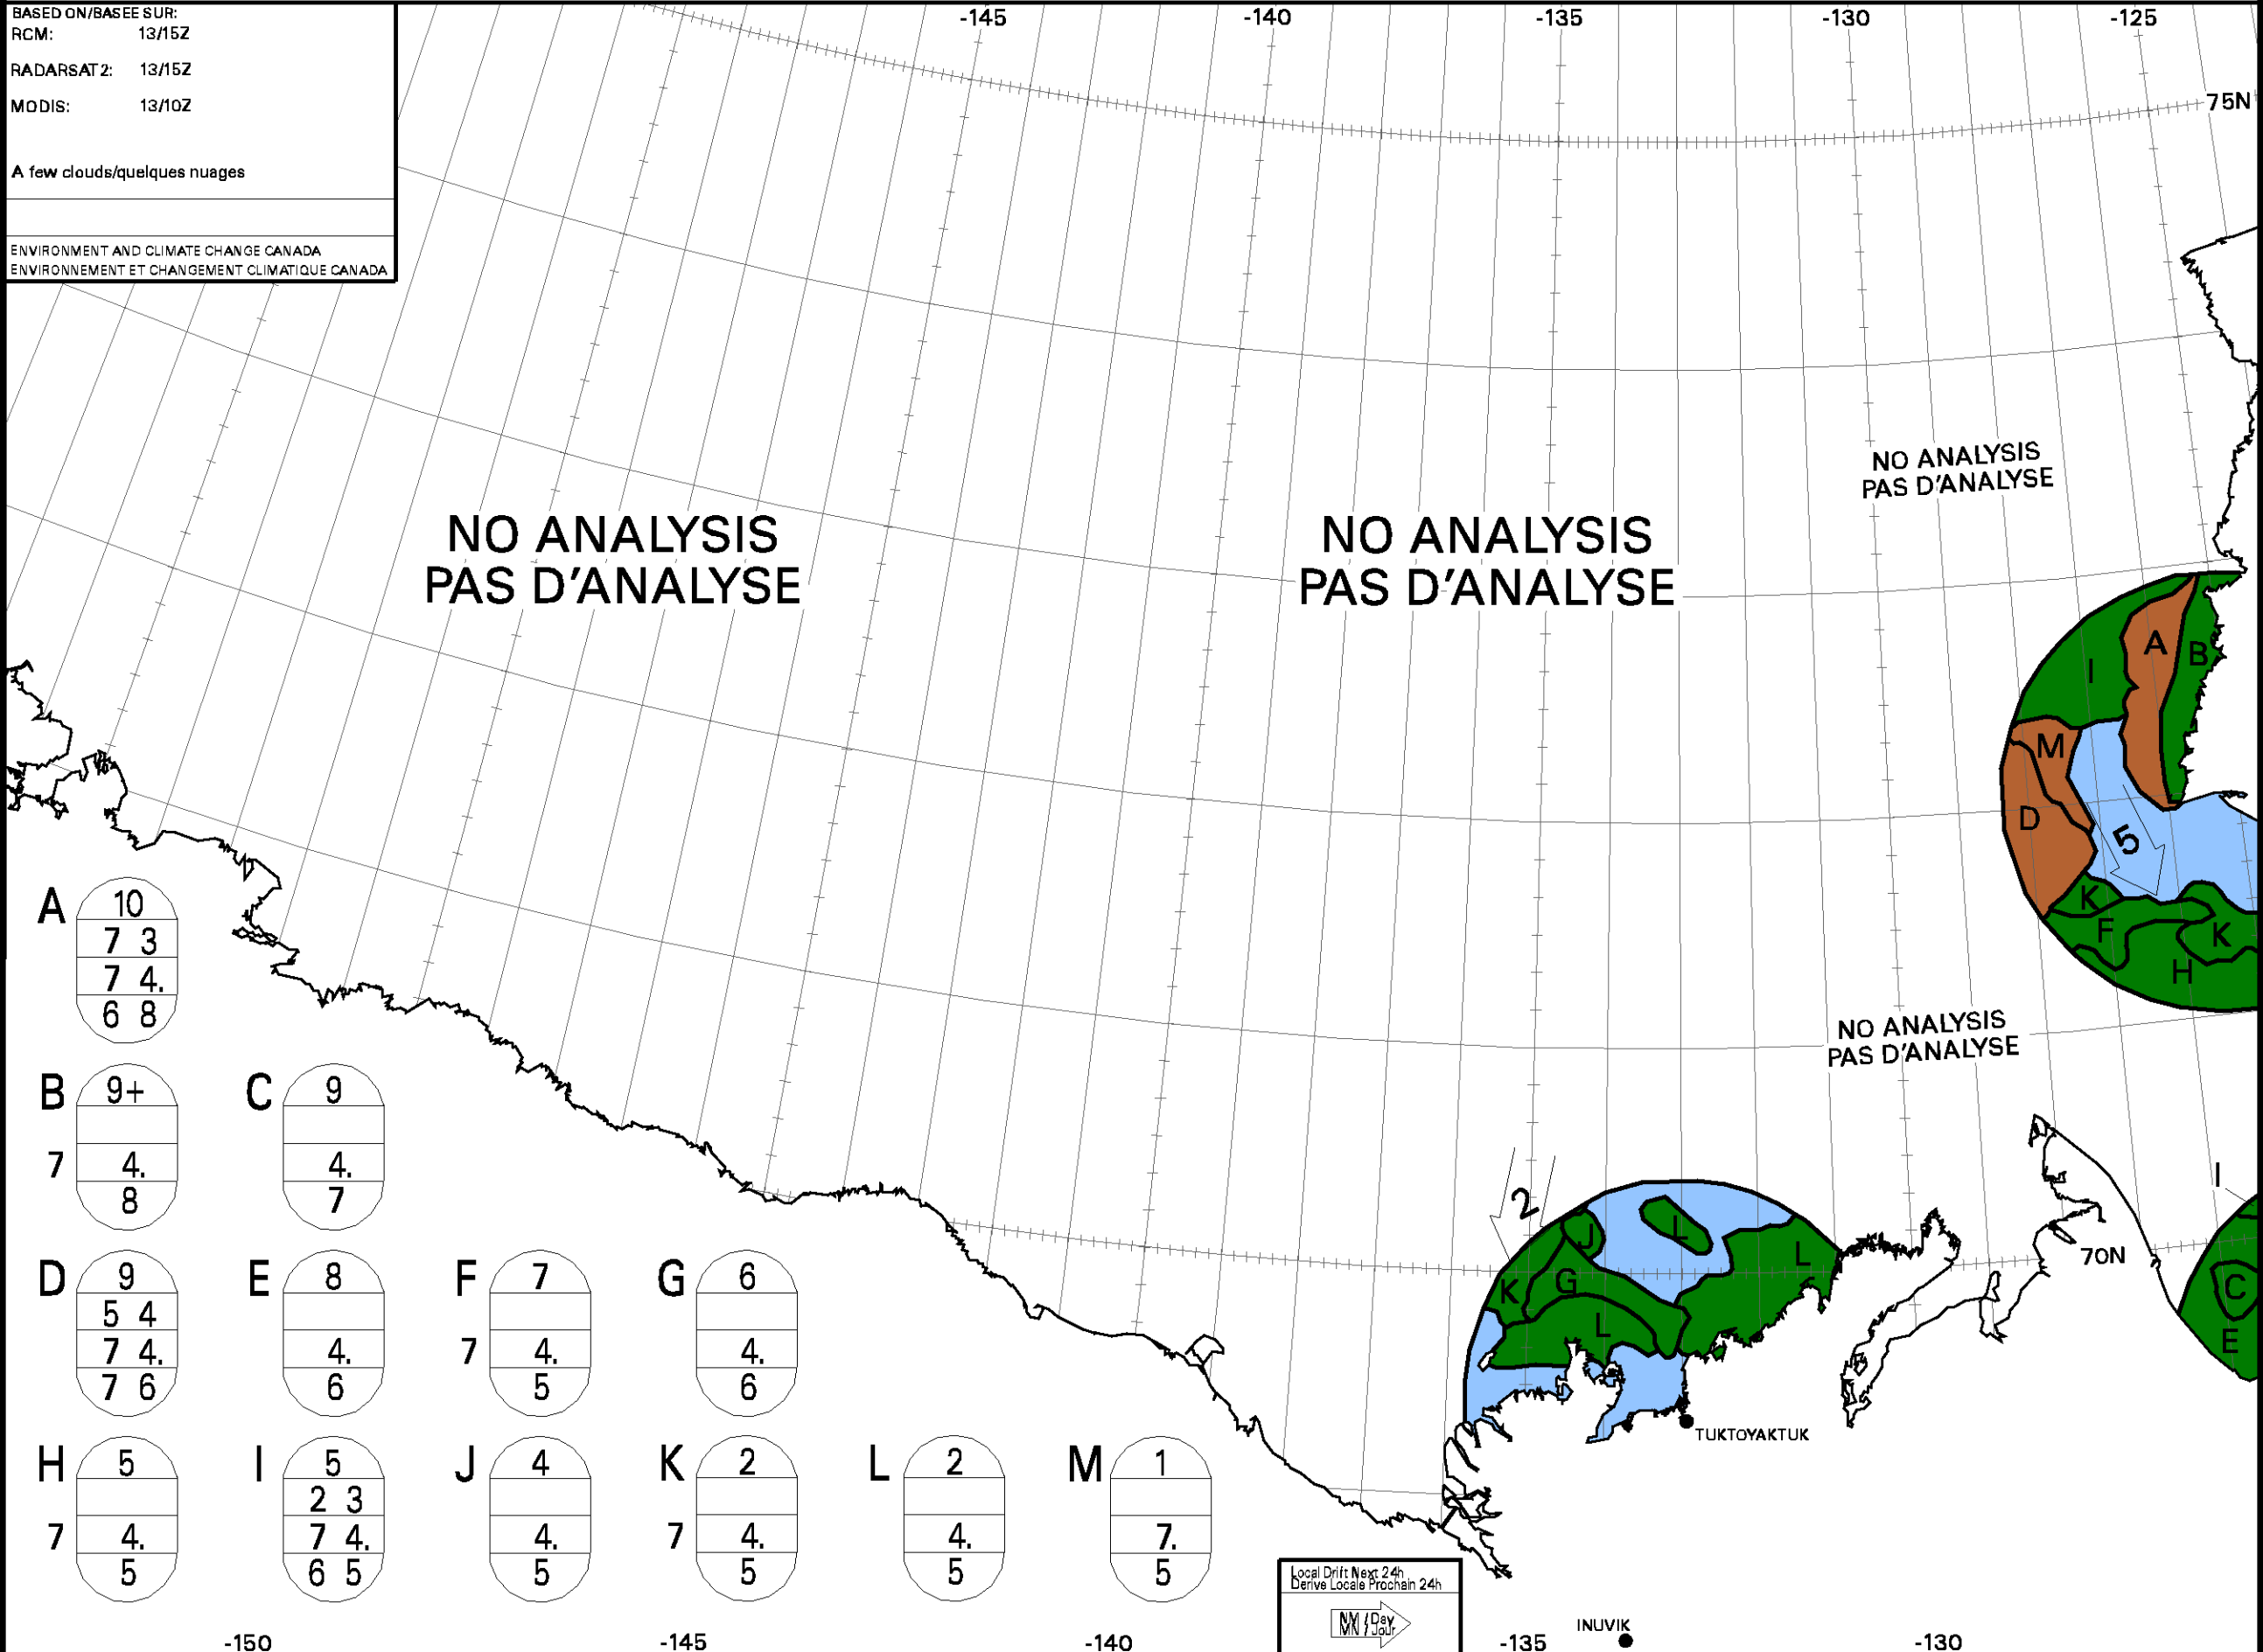 BASED ON/BASEE SUR:
RCM: 13/15Z
RADARSAT2: 13/15Z
MODIS: 13/10Z
A few clouds/quelques nuages
ENVIRONMENT AND CLIMATE CHANGE CANADA
ENVIRONNEMENT ET CHANGEMENT CLIMATIQUE CANADA
-145 -140 -135 -130 -125
75N
NO ANALYSIS
PAS D'ANALYSE
NO ANALYSIS
PAS D'ANALYSE
NO ANALYSIS
PAS D'ANALYSE
I A B
M
D 5
K
F K
H
NO ANALYSIS
PAS D'ANALYSE
I
2
J L L
70N
K G C
L E
TUKTOYAKTUK
A 10
7 3
7 4.
6 8
B 9+
7 4.
8
C 9
4.
7
D 9
5 4
7 4.
7 6
E 8
4.
6
F 7
7 4.
5
G 6
4.
6
H 5
7 4.
5
I 5
2 3
7 4.
6 5
J 4
4.
5
K 2
7 4.
5
L 2
4.
5
M 1
7.
5
Local Drift Next 24h
Derive Locale Prochain 24h
NM / Day
MN / Jour
INUVIK
-150 -145 -140 -135 -130